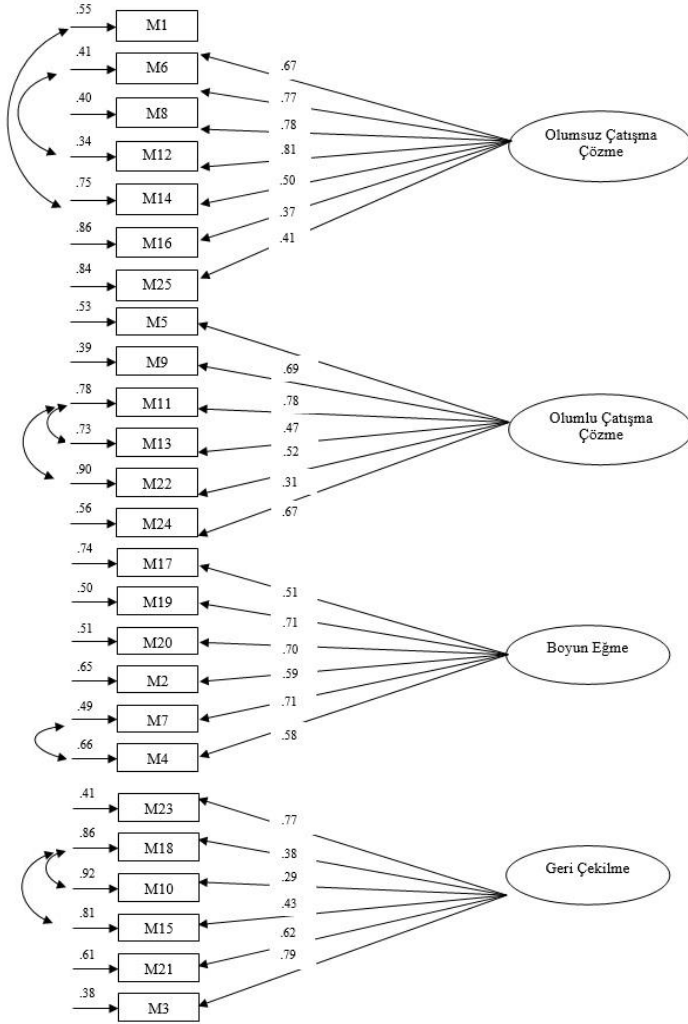 .55 M1
.41 M6 .67
.40 M8 .77
.78
.34 M12 .81
.75 M14 .50
.86 M16 .37
.84 M25 .41
Olumsuz Çatışma
Çözme
.53 M5
.39 M9 .69
.78 M11 .78
.73 M13 .47
.52
.90 M22 .31
.56 M24 .67
Olumlu Çatışma
Çözme
.74 M17 .51
.50 M19 .71
.51 M20 .70
.65 M2 .59
.49 M7 .71
.66 M4 .58
Boyun Eğme
.41 M23 .77
.86 M18 .38
.92 M10 .29
.81 M15 .43
.61 M21 .62
.38 M3 .79
Geri Çekilme